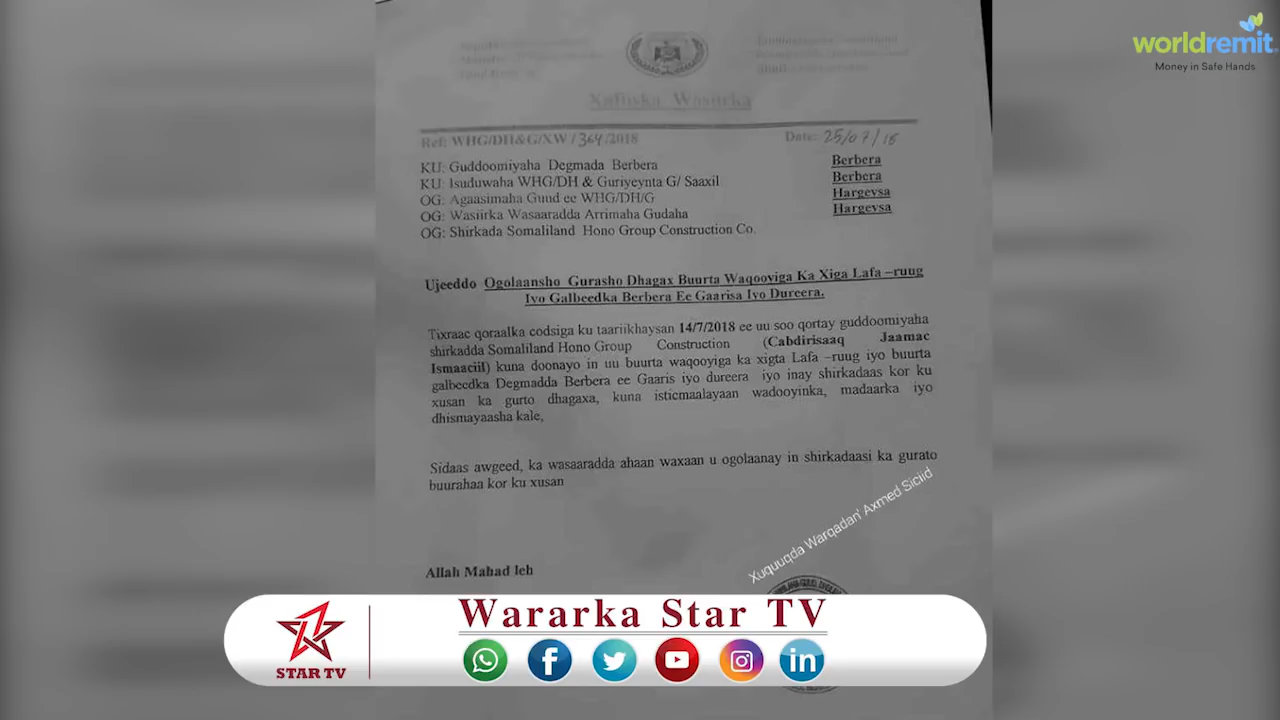 worldremit
Money in Safe Hands
Xafiiska Wasiirka
Ref: WHG/DH&G/XW/364/2018 Date: 25/07/18
KU: Guddoomiyaha Degmada Berbera Berbera
KU: Isuduwaha WHG/DH & Guriyeynta G/ Saaxil Berbera
OG: Agaasimaha Guud ee WHG/DH/G Hargeysa
OG: Wasiirka Wasaaradda Arrimaha Gudaha Hargeysa
OG: Shirkada Somaliland Hono Group Construction Co.
Ujeeddo Ogolaansho Gurasho Dhagax Buurta Waqooyiga Ka Xiga Lafa –ruug
Iyo Galbeedka Berbera Ee Gaarisa Iyo Dureera.
Tixraac qoraalka codsiga ku taariikhaysan 14/7/2018 ee uu soo qortay guddoomiyaha
shirkadda Somaliland Hono Group Construction (Cabdirisaaq Jaamac
Ismaaciil) kuna doonayo in uu buurta waqooyiga ka xigta Lafa –ruug iyo buurta
galbeedka Degmadda Berbera ee Gaaris iyo dureera iyo inay shirkadaas kor ku
xusan ka gurto dhagaxa, kuna isticmaalayaan wadooyinka, madaarka iyo
dhismayaasha kale,
Sidaas awgeed, ka wasaaradda ahaan waxaan u ogolaanay in shirkadaasi ka gurato
buurahaa kor ku xusan
Xuquuqda Warqadan' Axmed Siciid
Allah Mahad leh
Wararka Star TV
STAR TV